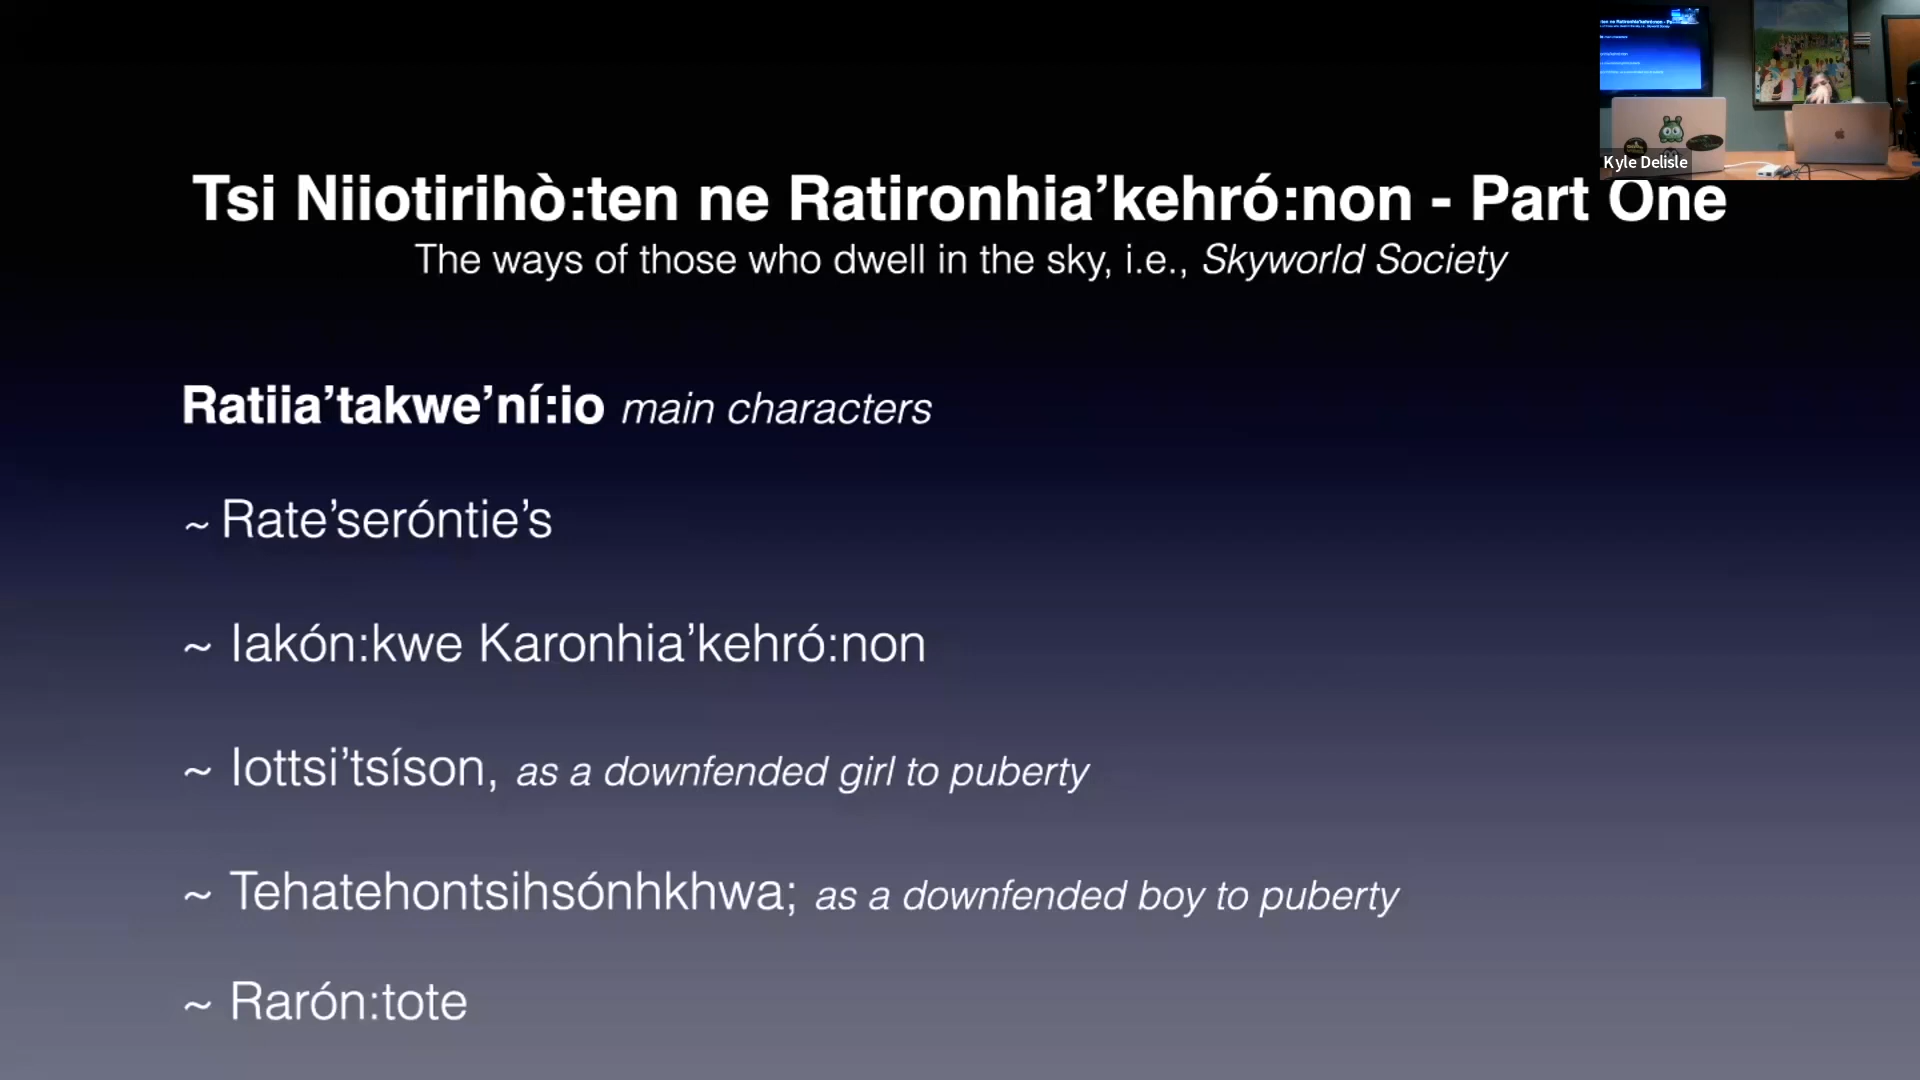 Tsi Niiotirihò:ten ne Ratironhia’kehró:non - Part One
The ways of those who dwell in the sky, i.e., Skyworld Society
Ratiia’takwe’ní:io main characters
~ Rate’seróntie’s
~ Iakón:kwe Karonhia’kehró:non
~ Iottsi’tsíson, as a downfended girl to puberty
~ Tehatehontsihsónhkhwa; as a downfended boy to puberty
~ Rarón:tote
Kyle Delisle